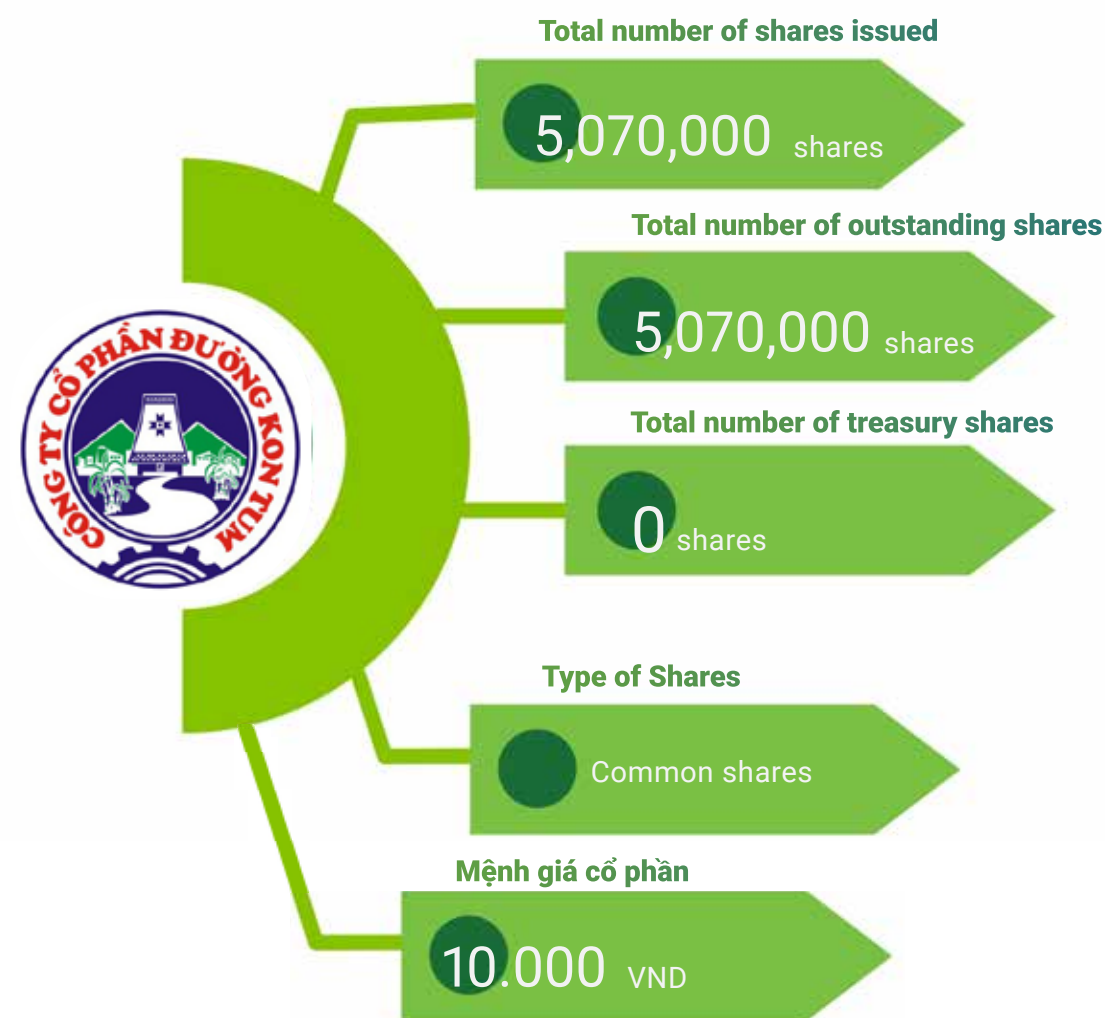 Total number of shares issued
5,070,000 shares
Total number of outstanding shares
5,070,000 shares
Total number of treasury shares
0 shares
CÔNG TY CỔ PHẦN ĐƯỜNG KON TUM
Type of Shares
Common shares
Mệnh giá cổ phần
10.000 VND